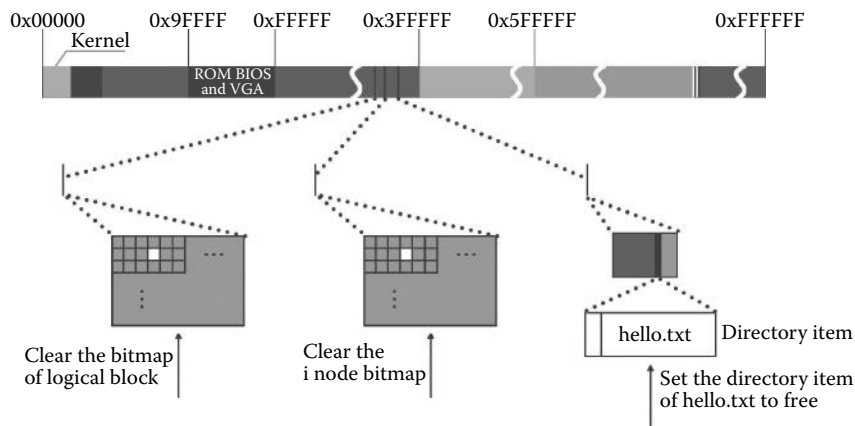 0x00000 0x9FFFF 0xFFFFF 0x3FFFFF 0x5FFFFF 0xFFFFFF
Kernel
ROM BIOS
and VGA
Clear the bitmap
of logical block
Clear the
i node bitmap
hello.txt
Directory item
Set the directory item
of hello.txt to free